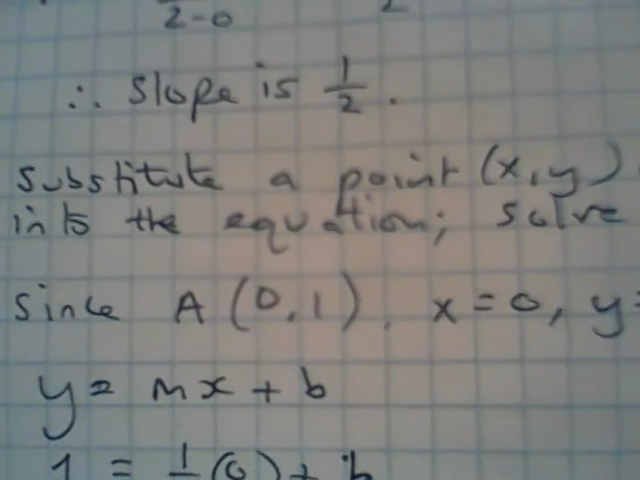 2-0 2
∴ slope is 1/2.
substitute a point (x,y)
into the equation; solve
since A(0,1), x=0, y=
y= mx + b
1 = 1/(0)+ b